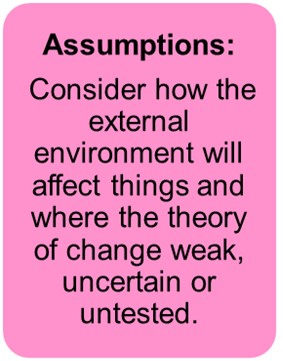 Assumptions:
Consider how the
external
environment will
affect things and
where the theory
of change weak,
uncertain or
untested.